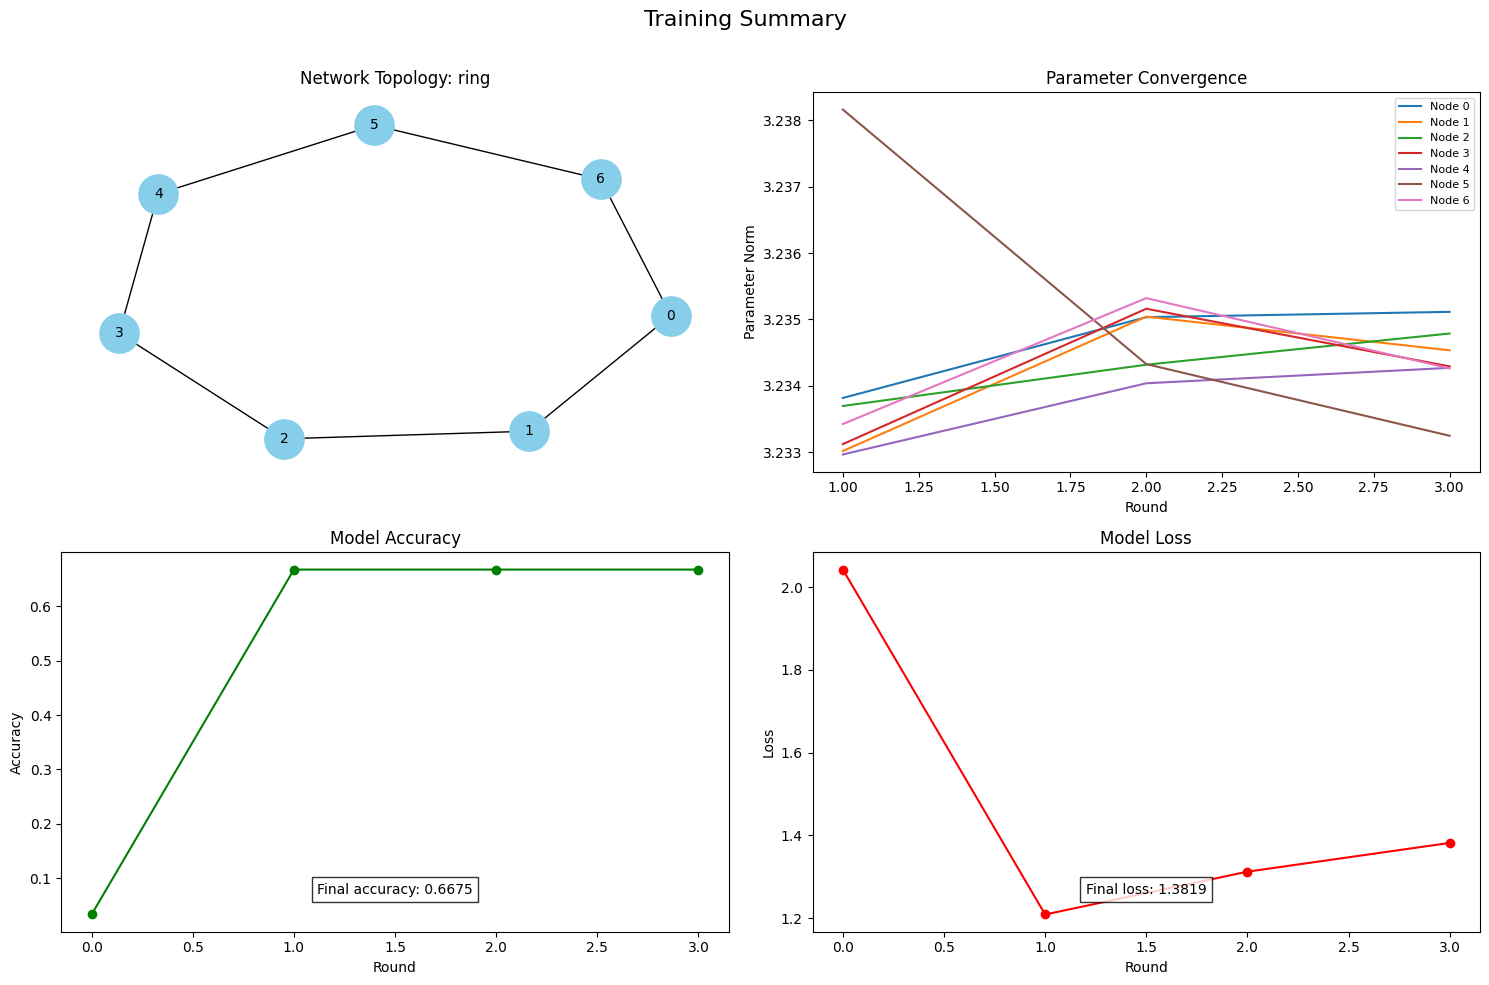 Training Summary
Network Topology: ring
5
6
4
0
3
1
2
Parameter Convergence
Parameter Norm
3.238
3.237
3.236
3.235
3.234
3.233
Node 0
Node 1
Node 2
Node 3
Node 4
Node 5
Node 6
1.00 1.25 1.50 1.75 2.00 2.25 2.50 2.75 3.00
Round
Model Accuracy
Accuracy
0.6
0.5
0.4
0.3
0.2
0.1
Final accuracy: 0.6675
0.0 0.5 1.0 1.5 2.0 2.5 3.0
Round
Model Loss
Loss
2.0
1.8
1.6
1.4
1.2
Final loss: 1.3819
0.0 0.5 1.0 1.5 2.0 2.5 3.0
Round